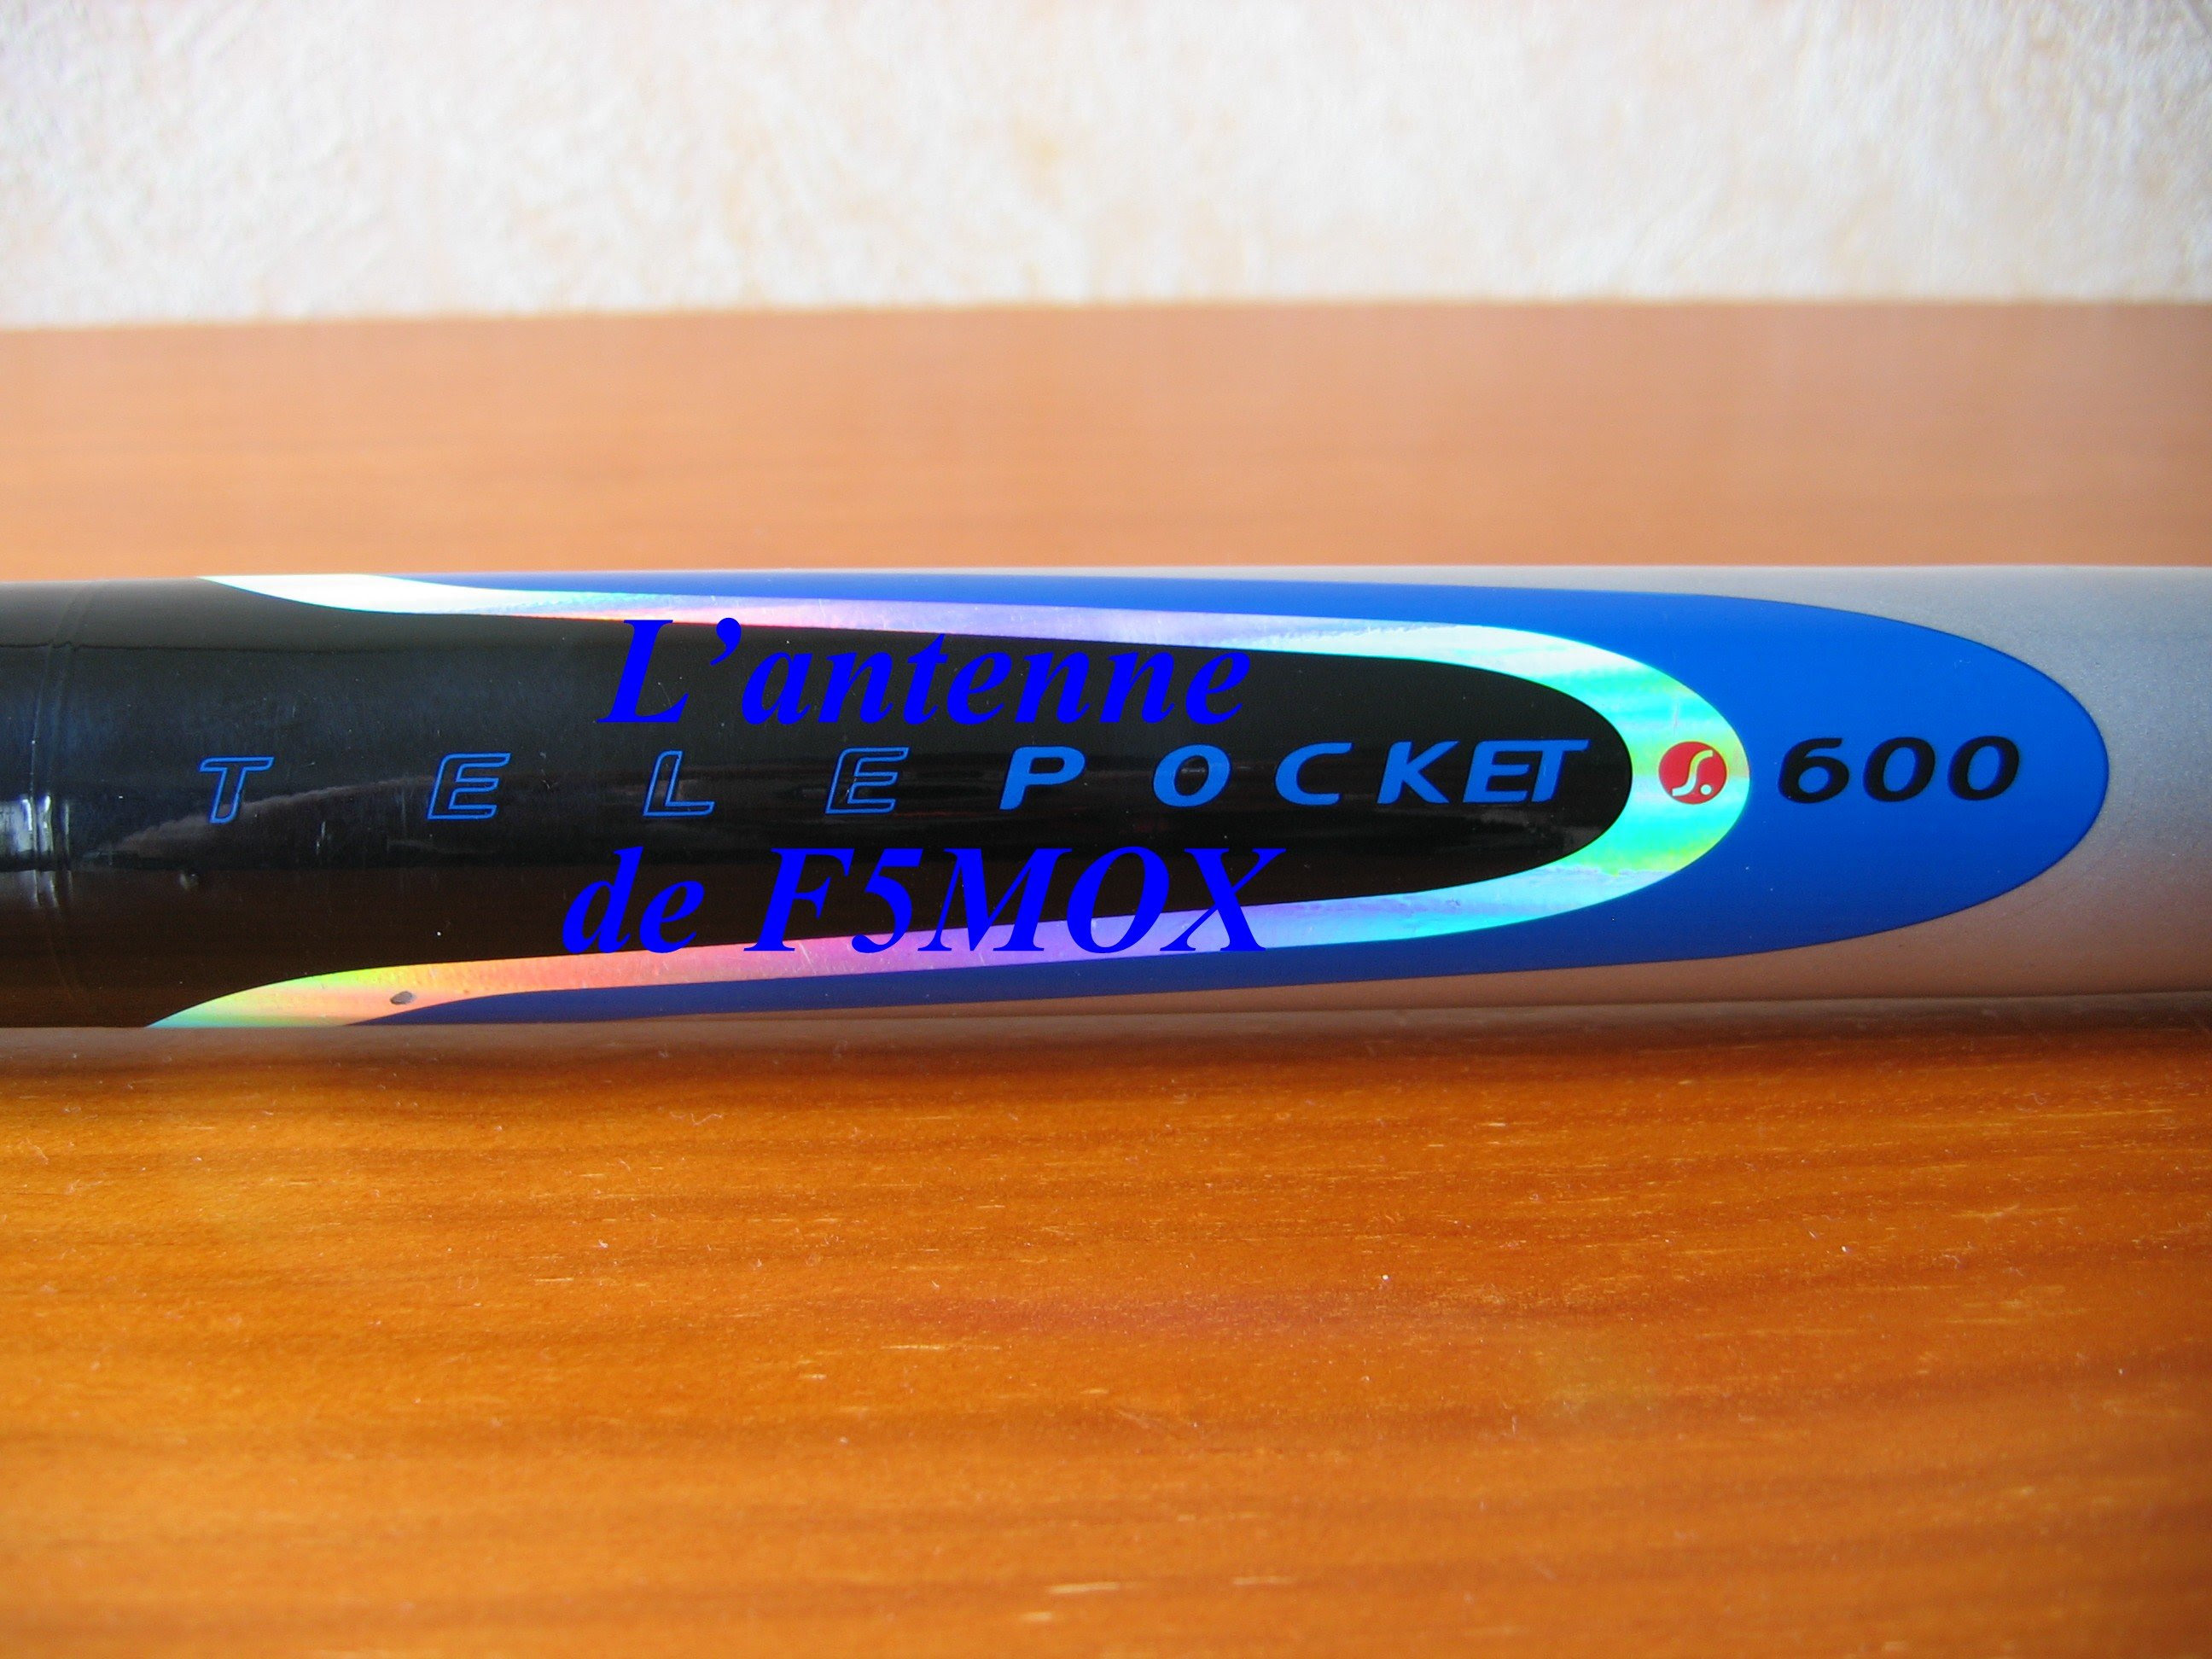 L'antenne
TELEPOCKET S. 600
de F5MOX